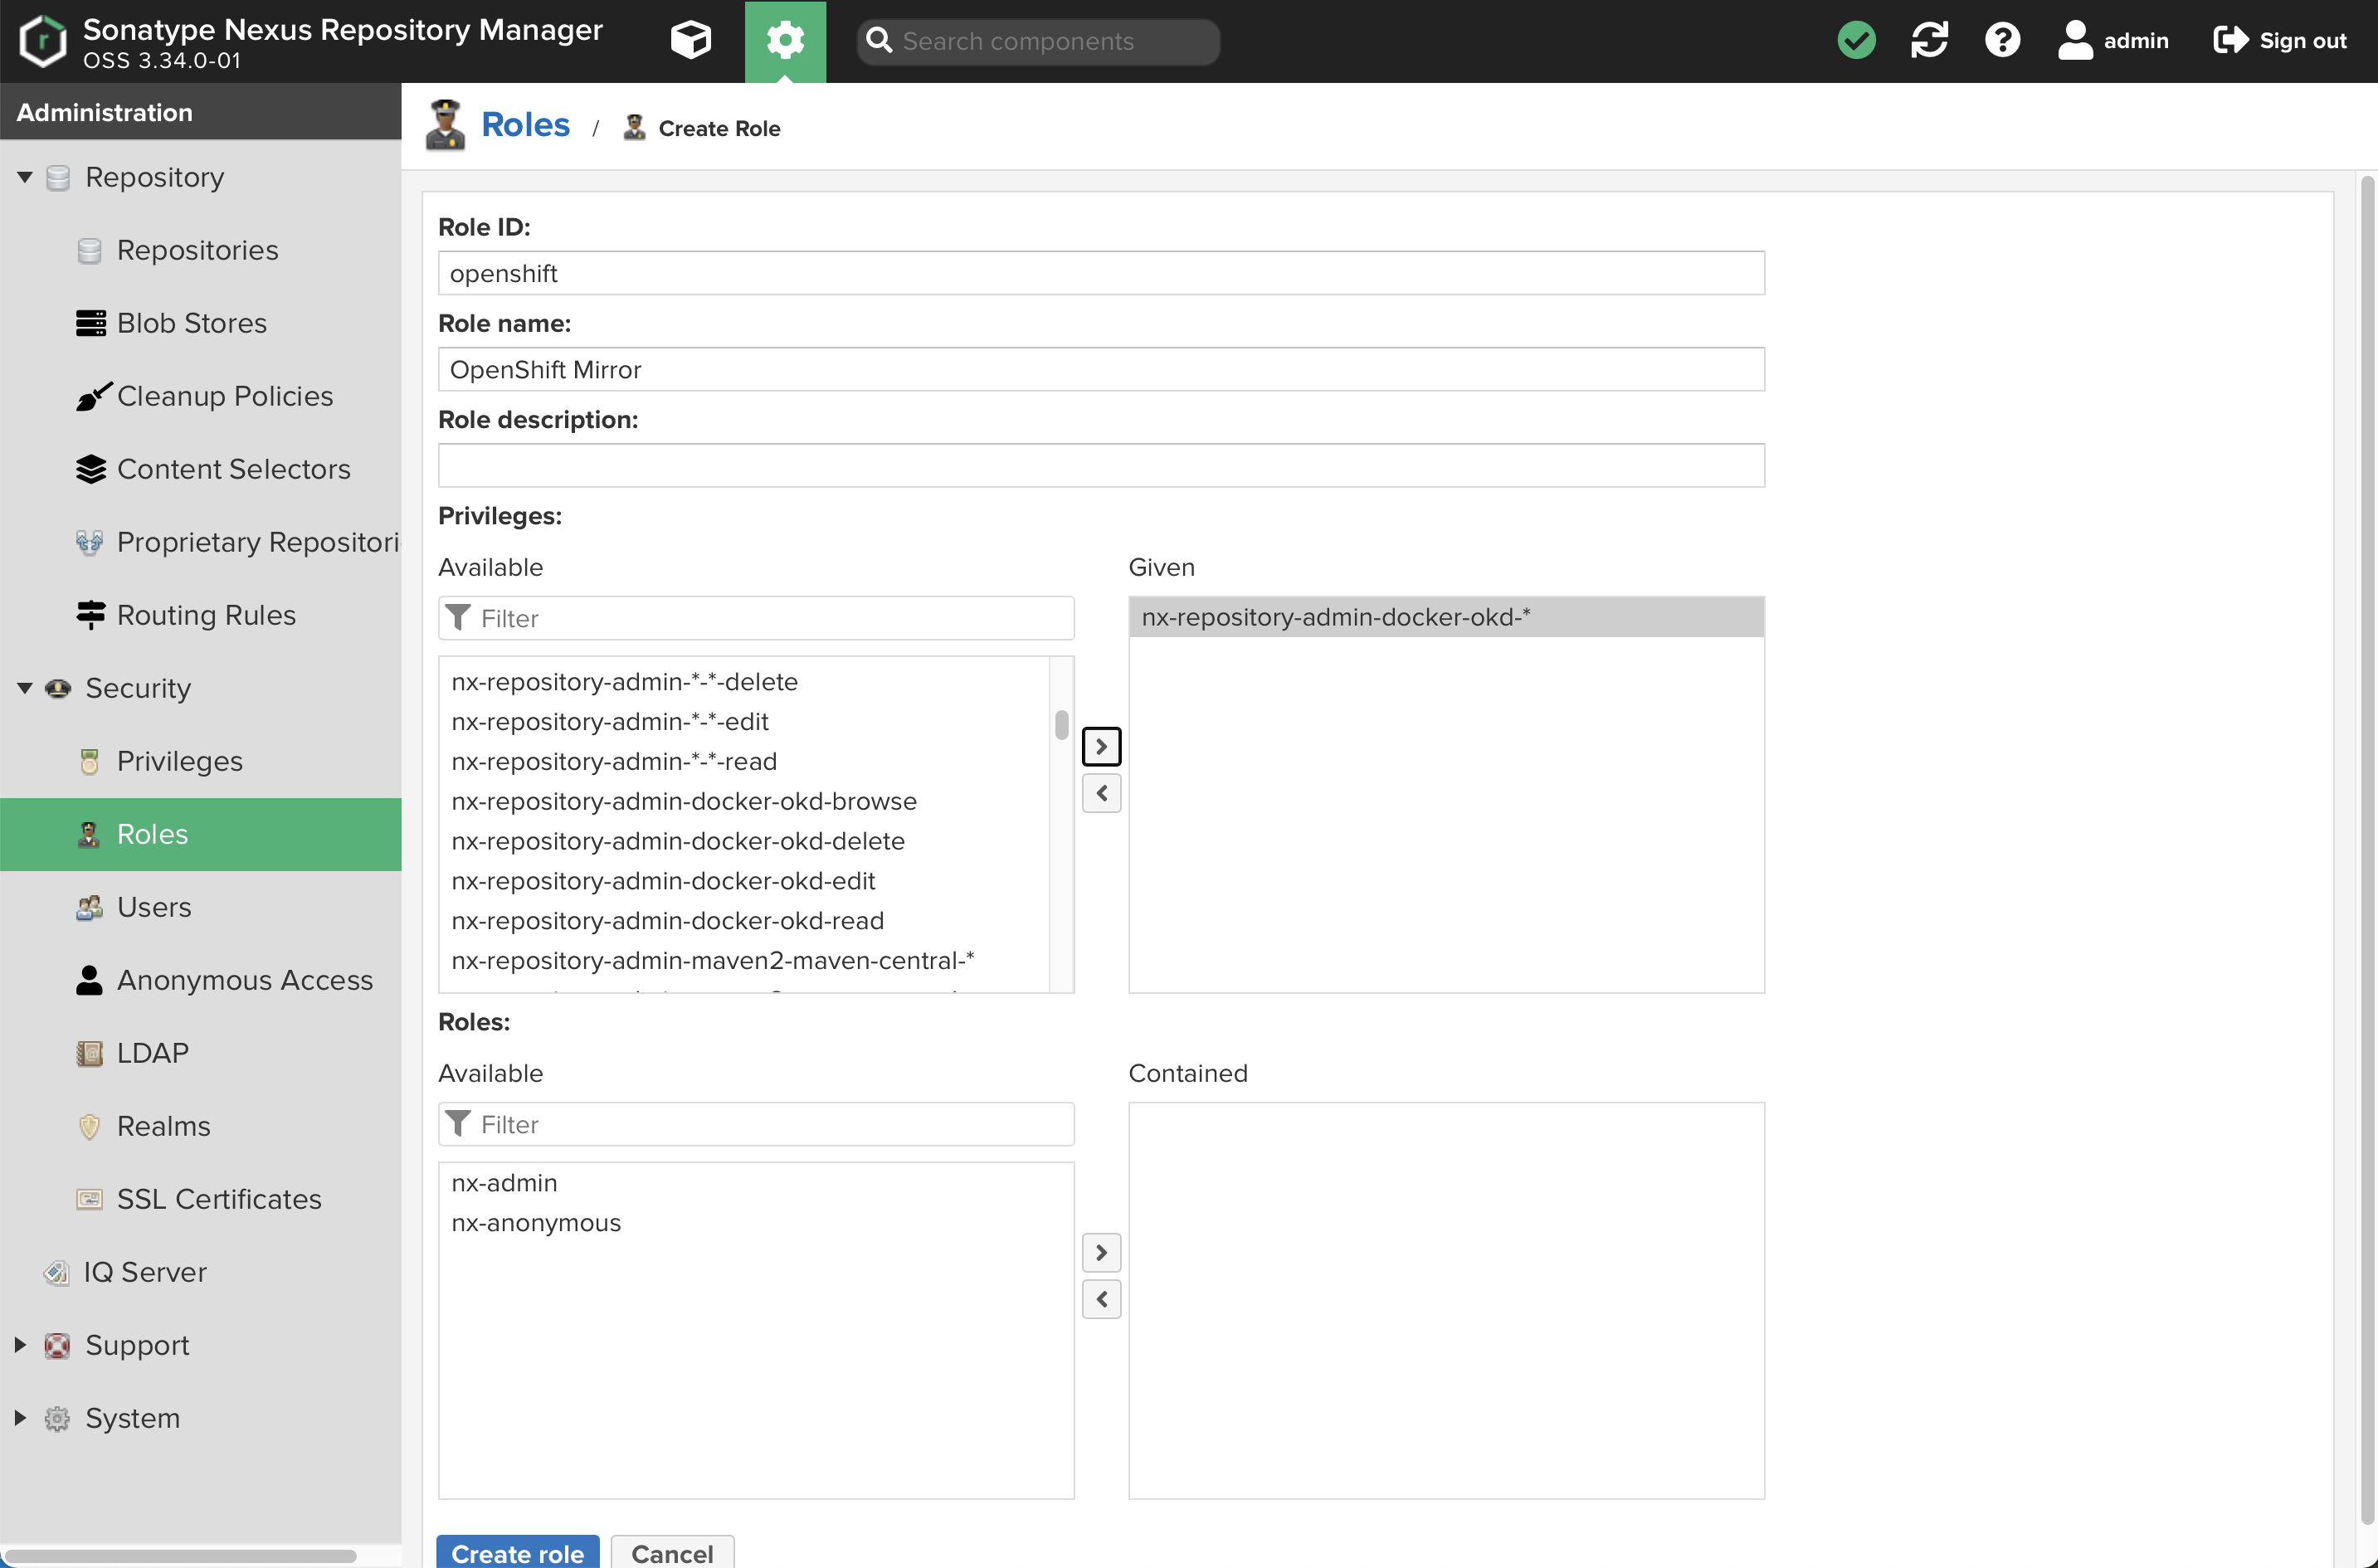 Sonatype Nexus Repository Manager
OSS 3.34.0-01
Search components
admin
Sign out
Administration
Repository
Repositories
Blob Stores
Cleanup Policies
Content Selectors
Proprietary Repositori
Routing Rules
Security
Privileges
Roles
Users
Anonymous Access
LDAP
Realms
SSL Certificates
IQ Server
Support
System
Roles / Create Role
Role ID:
openshift
Role name:
OpenShift Mirror
Role description:
Privileges:
Available
Filter
nx-repository-admin-*-*-delete
nx-repository-admin-*-*-edit
nx-repository-admin-*-*-read
nx-repository-admin-docker-okd-browse
nx-repository-admin-docker-okd-delete
nx-repository-admin-docker-okd-edit
nx-repository-admin-docker-okd-read
nx-repository-admin-maven2-maven-central-*
Given
nx-repository-admin-docker-okd-*
Roles:
Available
Filter
nx-admin
nx-anonymous
Contained
Create role
Cancel